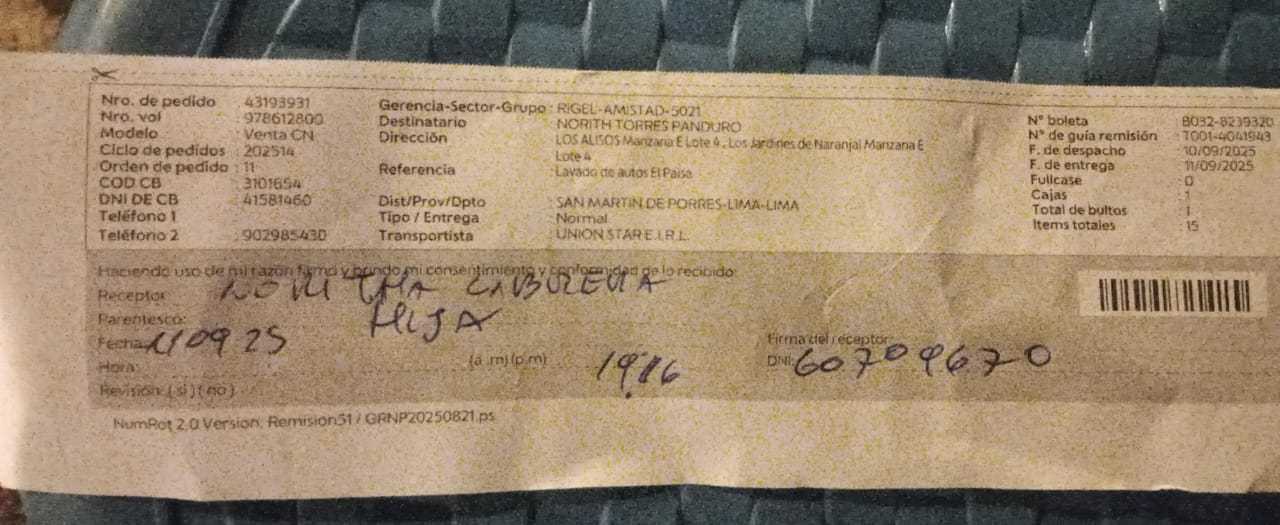 Nro. de pedido : 43193931
Nro. vol : 978612800
Modelo : Venta CN
Ciclo de pedidos : 202514
Orden de pedido : 11
COD CB : 3101654
DNI DE CB : 41581460
Teléfono 1 :
Teléfono 2 : 902985430
Gerencia-Sector-Grupo : RIGEL-AMISTAD-5021
Destinatario : NORITH TORRES PANDURO
Dirección : LOS ALISOS Manzana E Lote 4 , Los Jardines de Naranjal Manzana E
Lote 4
Referencia : Lavado de autos El Paisa
Dist/Prov/Dpto : SAN MARTIN DE PORRES-LIMA-LIMA
Tipo / Entrega : Normal
Transportista : UNION STAR E.I.R.L.
N° boleta : B032-8239320
N° de guía remisión : T001-4041943
F. de despacho : 10/09/2025
F. de entrega : 11/09/2025
Fullcase : 0
Cajas : 1
Total de bultos : 1
Items totales : 15
Haciendo uso de mi razón firmo y brindo mi consentimiento y conformidad de lo recibido:
Receptor:
Parentesco: HIJA
Fecha: 110925
Hora: (a .m) (p.m) 19:16
Revisión: ( si ) ( no )
Firma del receptor:
DNI: 60709670
NumRot 2.0 Version: Remision51 / GRNP20250821.ps